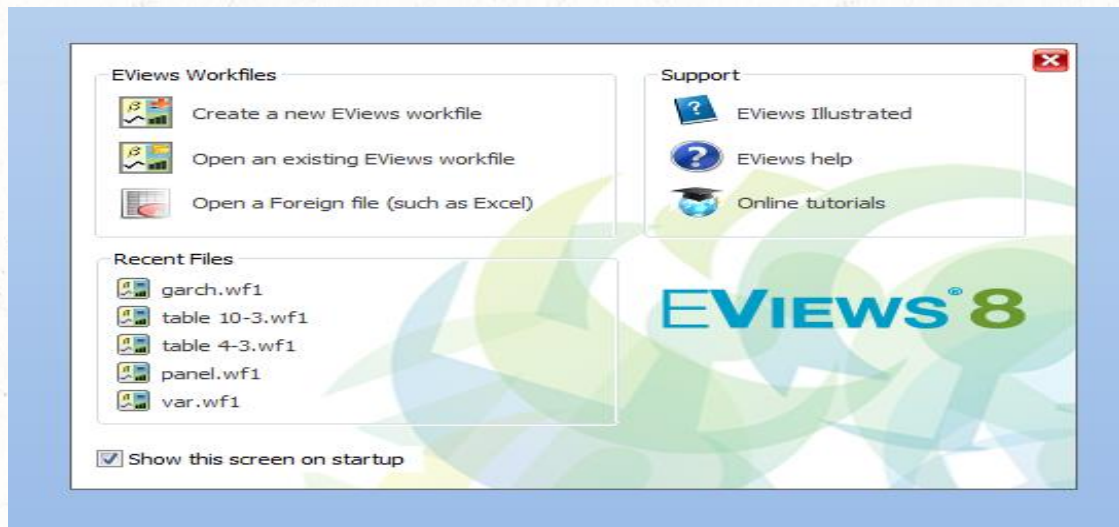 EViews Workfiles
Create a new EViews workfile
Open an existing EViews workfile
Open a Foreign file (such as Excel)
Support
EViews Illustrated
EViews help
Online tutorials
Recent Files
garch.wf1
table 10-3.wf1
table 4-3.wf1
panel.wf1
var.wf1
EVIEWS® 8
Show this screen on startup